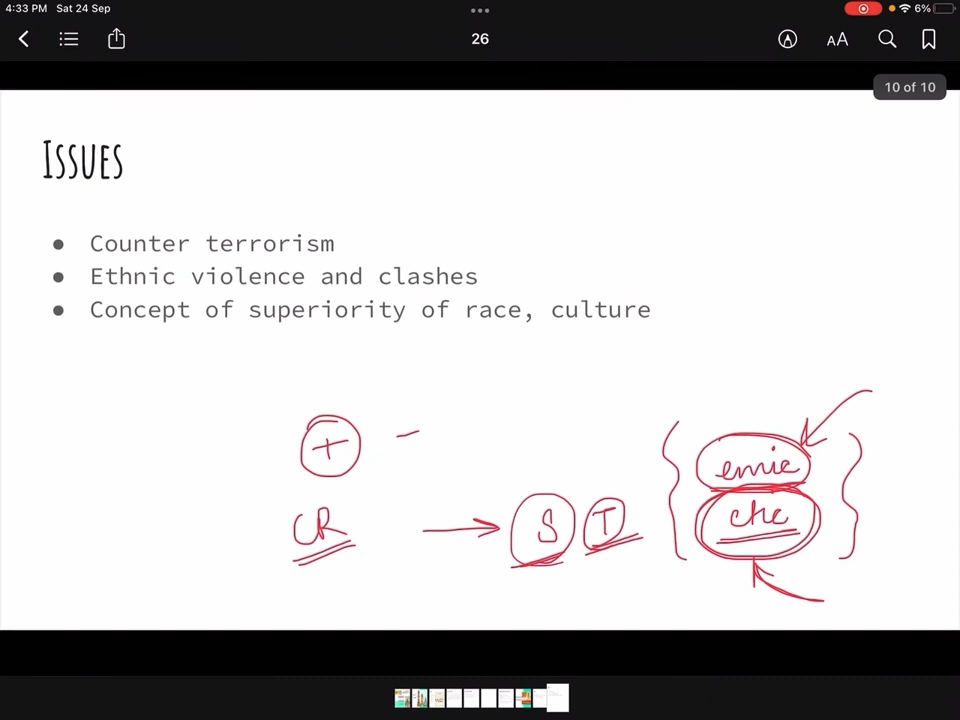 4:33 PM Sat 24 Sep
6%
26
AA
10 of 10
Issues
● Counter terrorism
● Ethnic violence and clashes
● Concept of superiority of race, culture
+ -
emic
CR → S T